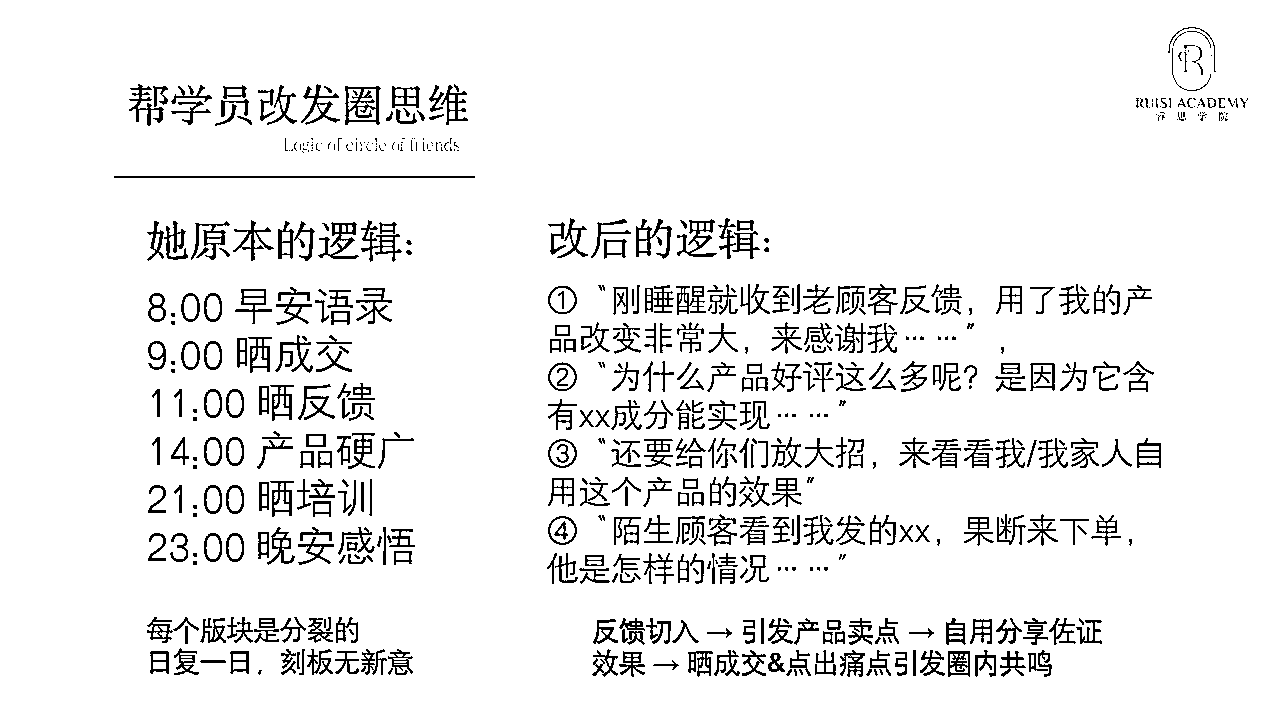 帮学员改发圈思维
Logic of circle of friends
RUISI ACADEMY
睿思学院
她原本的逻辑：
8:00 早安语录
9:00 晒成交
11:00 晒反馈
14:00 产品硬广
21:00 晒培训
23:00 晚安感悟
每个版块是分裂的
日复一日，刻板无新意
改后的逻辑：
①〝刚睡醒就收到老顾客反馈，用了我的产
品改变非常大，来感谢我……〞，
②〝为什么产品好评这么多呢？是因为它含
有xx成分能实现……〞
③〝还要给你们放大招，来看看我/我家人自
用这个产品的效果〞
④〝陌生顾客看到我发的xx，果断来下单，
他是怎样的情况……〞
反馈切入 → 引发产品卖点 → 自用分享佐证
效果 → 晒成交&点出痛点引发圈内共鸣